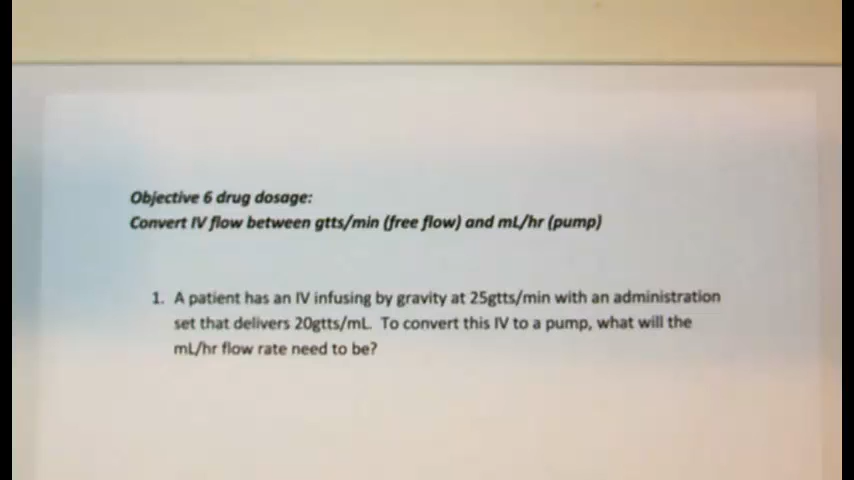 Objective 6 drug dosage:
Convert IV flow between gtts/min (free flow) and mL/hr (pump)
1. A patient has an IV infusing by gravity at 25gtts/min with an administration
set that delivers 20gtts/mL. To convert this IV to a pump, what will the
mL/hr flow rate need to be?